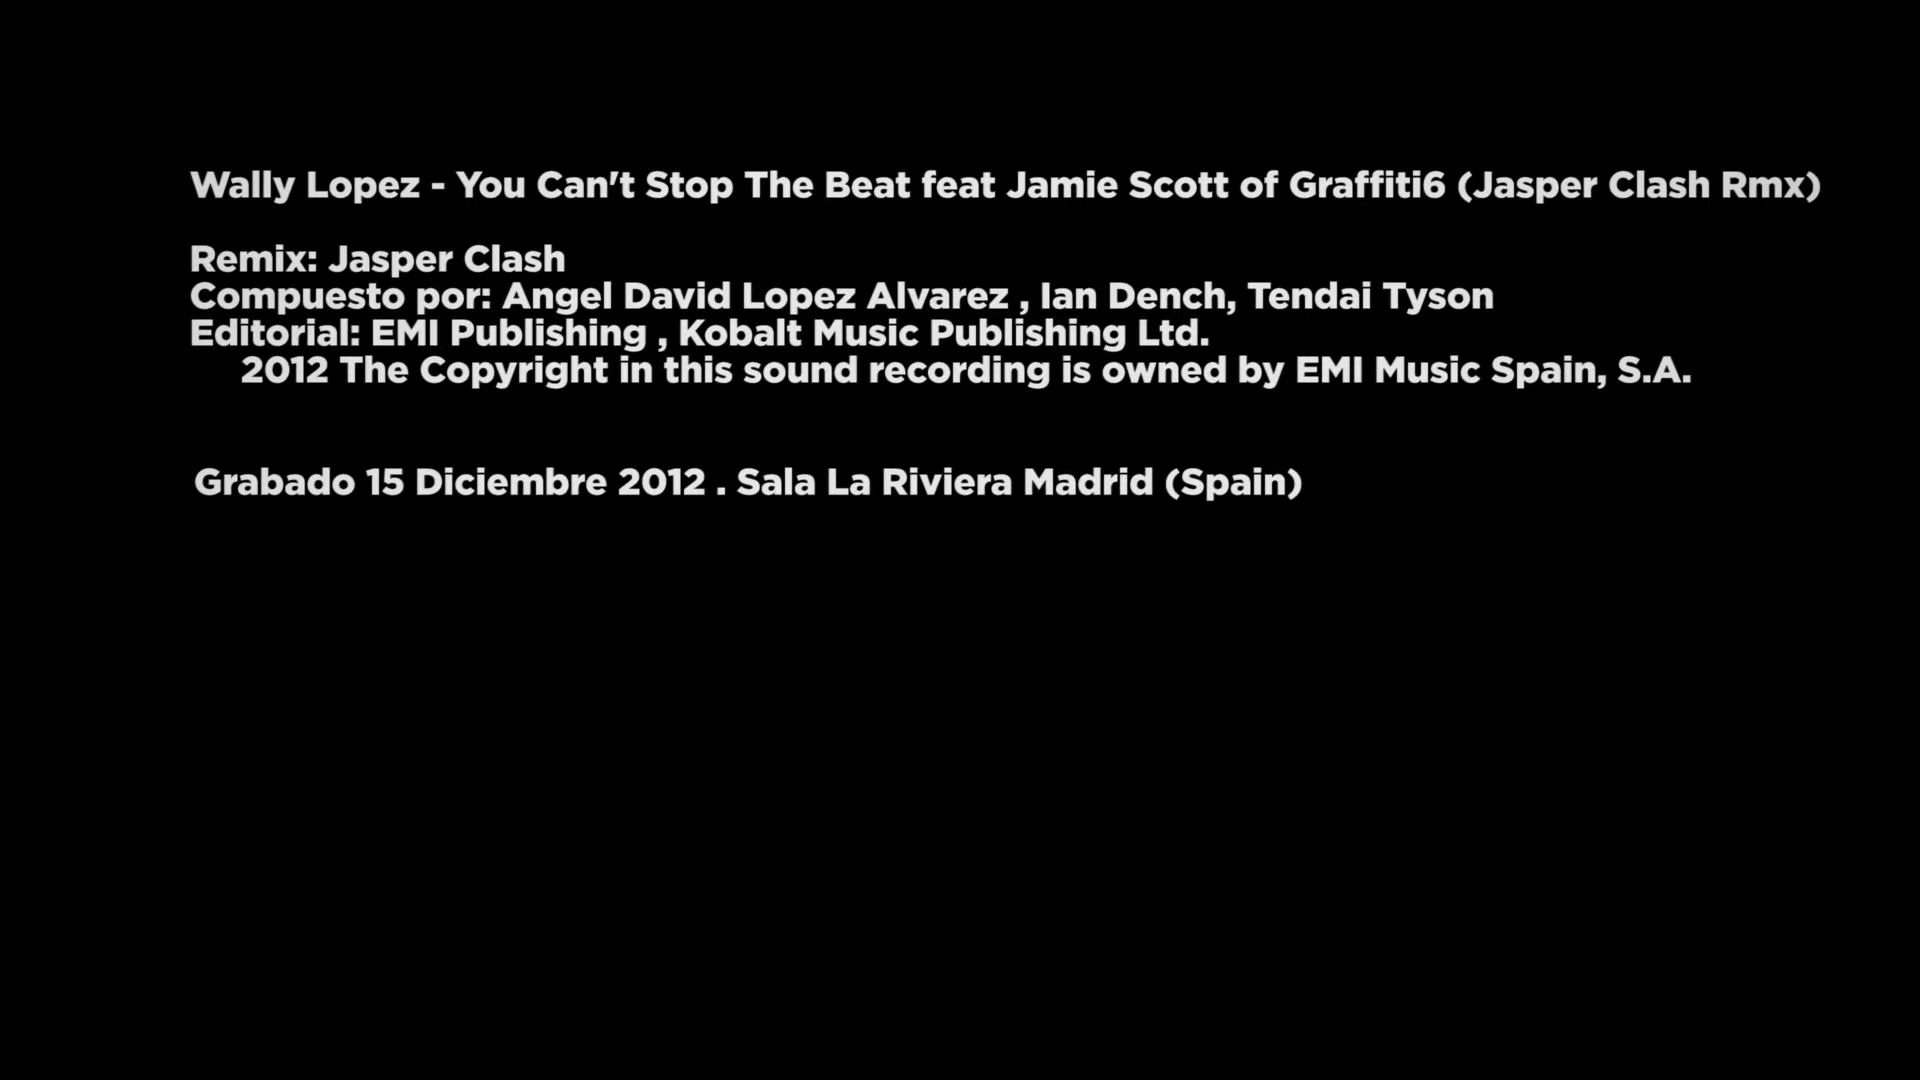 Wally Lopez - You Can't Stop The Beat feat Jamie Scott of Graffiti6 (Jasper Clash Rmx)
Remix: Jasper Clash
Compuesto por: Angel David Lopez Alvarez , Ian Dench, Tendai Tyson
Editorial: EMI Publishing , Kobalt Music Publishing Ltd.
2012 The Copyright in this sound recording is owned by EMI Music Spain, S.A.
Grabado 15 Diciembre 2012 . Sala La Riviera Madrid (Spain)